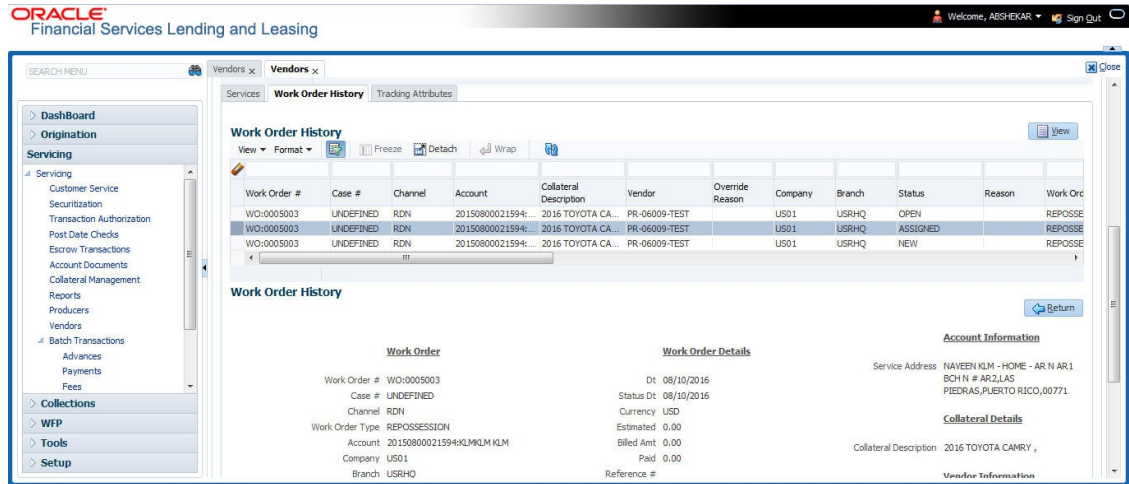 ORACLE
Financial Services Lending and Leasing
Welcome, ABSHEKAR Sign Out
SEARCH MENU
Vendors x Vendors x
Close
Services Work Order History Tracking Attributes
DashBoard
Origination
Servicing
Servicing
Customer Service
Securitization
Transaction Authorization
Post Date Checks
Escrow Transactions
Account Documents
Collateral Management
Reports
Producers
Vendors
Batch Transactions
Advances
Payments
Fees
Collections
WFP
Tools
Setup
Work Order History
View
View Format Freeze Detach Wrap
Work Order # Case # Channel Account Collateral Description Vendor Override Reason Company Branch Status Reason Work Ord
WO:0005003 UNDEFINED RDN 20150800021594:... 2016 TOYOTA CA... PR-06009-TEST US01 USRHQ OPEN REPOSSE
WO:0005003 UNDEFINED RDN 20150800021594:... 2016 TOYOTA CA... PR-06009-TEST US01 USRHQ ASSIGNED REPOSSE
WO:0005003 UNDEFINED RDN 20150800021594:... 2016 TOYOTA CA... PR-06009-TEST US01 USRHQ NEW REPOSSE
Work Order History
Return
Work Order
Work Order # WO:0005003
Case # UNDEFINED
Channel RDN
Work Order Type REPOSSESSION
Account 20150800021594:KLMKLM KLM
Company US01
Branch USRHQ
Work Order Details
Dt 08/10/2016
Status Dt 08/10/2016
Currency USD
Estimated 0.00
Billed Amt 0.00
Paid 0.00
Reference #
Account Information
Service Address NAVEEN KLM - HOME - AR N AR1
BCH N # AR2,LAS
PIEDRAS,PUERTO RICO,00771
Collateral Details
Collateral Description 2016 TOYOTA CAMRY ,
Vendor Information